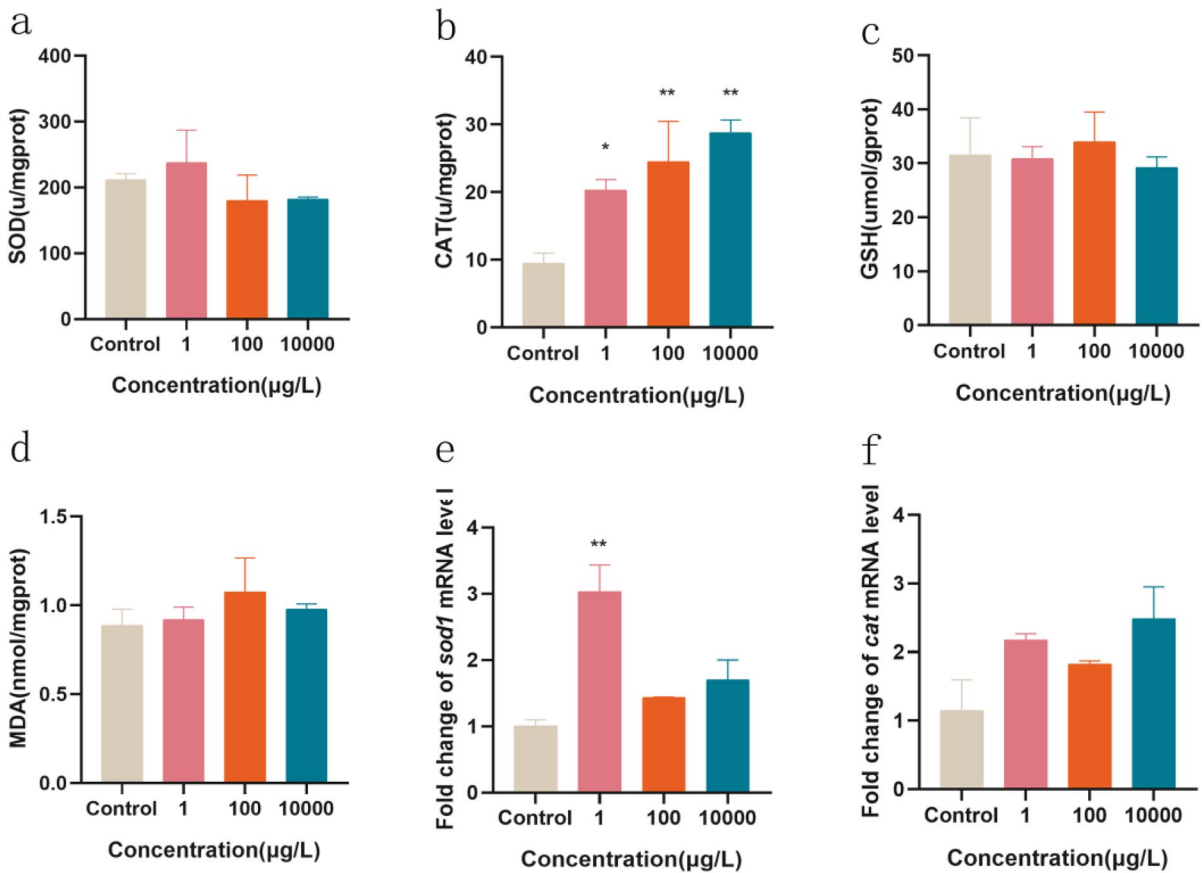 a
SOD(u/mgprot)
400
300
200
100
0
Control 1 100 10000
Concentration(µg/L)
b
CAT(u/mgprot)
40
30
20
10
0
*
**
**
Control 1 100 10000
Concentration(µg/L)
c
GSH(umol/gprot)
50
40
30
20
10
0
Control 1 100 10000
Concentration(µg/L)
d
MDA(nmol/mgprot)
1.5
1.0
0.5
0.0
Control 1 100 10000
Concentration(µg/L)
e
Fold change of sod1 mRNA level
4
3
2
1
0
**
Control 1 100 10000
Concentration(µg/L)
f
Fold change of cat mRNA level
4
3
2
1
0
Control 1 100 10000
Concentration(µg/L)